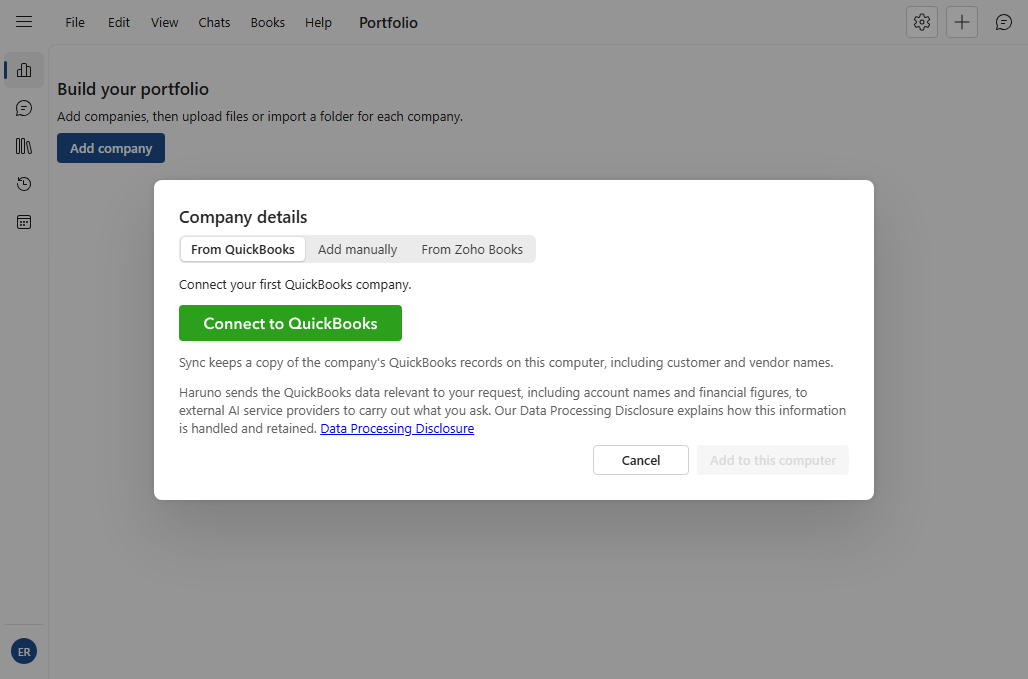 File Edit View Chats Books Help Portfolio
Build your portfolio
Add companies, then upload files or import a folder for each company.
Add company
Company details
From QuickBooks Add manually From Zoho Books
Connect your first QuickBooks company.
Connect to QuickBooks
Sync keeps a copy of the company's QuickBooks records on this computer, including customer and vendor names.
Haruno sends the QuickBooks data relevant to your request, including account names and financial figures, to
external AI service providers to carry out what you ask. Our Data Processing Disclosure explains how this information
is handled and retained. Data Processing Disclosure
Cancel Add to this computer
ER